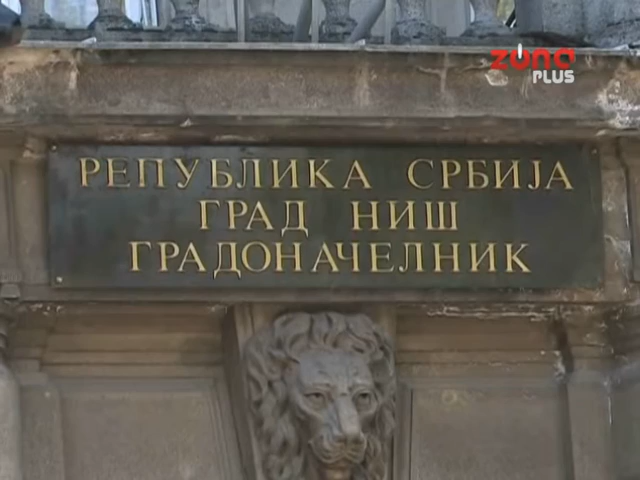 zona
PLUS
РЕПУБЛИКА СРБИЈА
ГРАД НИШ
ГРАДОНАЧЕЛНИК